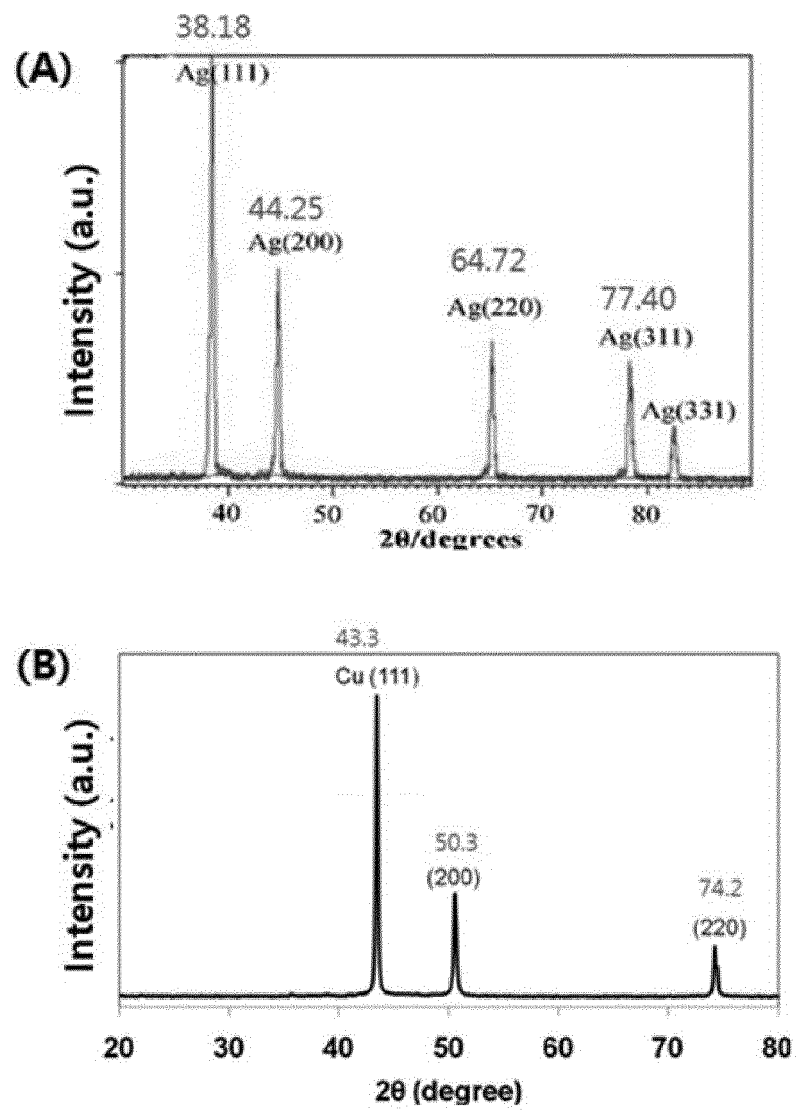 38.18
(A)
Ag(111)
44.25
Ag(200)
64.72
Ag(220)
77.40
Ag(311)
Ag(331)
Intensity (a.u.)
40 50 60 70 80
2θ/degrees
(B)
43.3
Cu (111)
50.3
(200)
74.2
(220)
Intensity (a.u.)
20 30 40 50 60 70 80
2θ (degree)